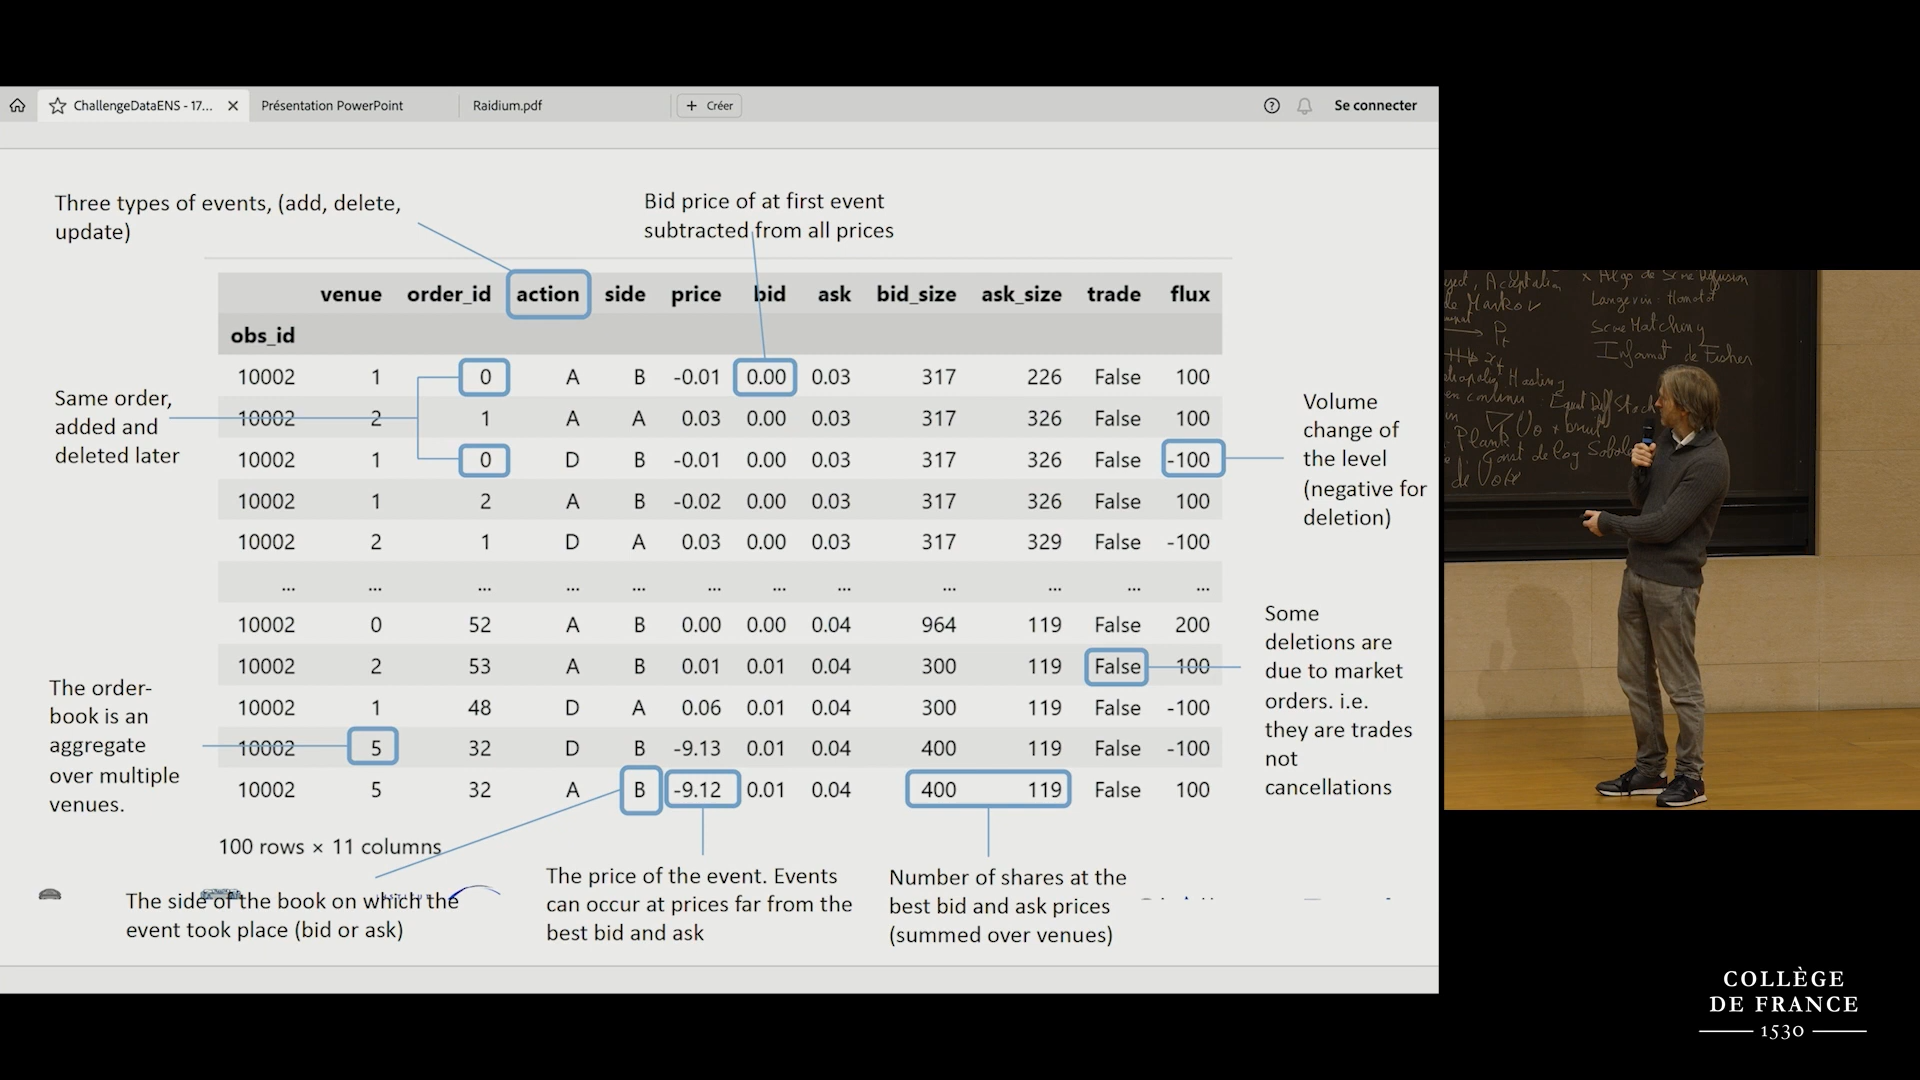 ChallengeDataENS - 17...
Présentation PowerPoint
Raidium.pdf
+ Créer
Se connecter
Three types of events, (add, delete,
update)
Bid price of at first event
subtracted from all prices
venue order_id action side price bid ask bid_size ask_size trade flux
obs_id
10002 1 0 A B -0.01 0.00 0.03 317 226 False 100
10002 2 1 A A 0.03 0.00 0.03 317 326 False 100
10002 1 0 D B -0.01 0.00 0.03 317 326 False -100
10002 1 2 A B -0.02 0.00 0.03 317 326 False 100
10002 2 1 D A 0.03 0.00 0.03 317 329 False -100
... ... ... ... ... ... ... ... ... ... ... ...
10002 0 52 A B 0.00 0.00 0.04 964 119 False 200
10002 2 53 A B 0.01 0.01 0.04 300 119 False 100
10002 1 48 D A 0.06 0.01 0.04 300 119 False -100
10002 5 32 D B -9.13 0.01 0.04 400 119 False -100
10002 5 32 A B -9.12 0.01 0.04 400 119 False 100
100 rows × 11 columns
Same order,
added and
deleted later
The order-
book is an
aggregate
over multiple
venues.
Volume
change of
the level
(negative for
deletion)
Some
deletions are
due to market
orders. i.e.
they are trades
not
cancellations
The side of the book on which the
event took place (bid or ask)
The price of the event. Events
can occur at prices far from the
best bid and ask
Number of shares at the
best bid and ask prices
(summed over venues)
de Markov
Langevin
Score Matching
Informat de Fisher
COLLÈGE
DE FRANCE
1530